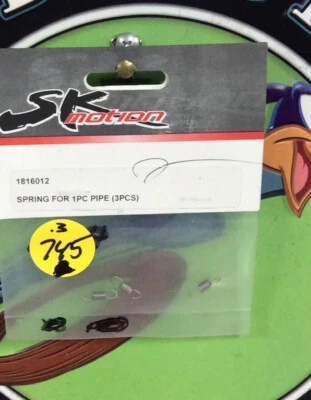 SK
motion
1816012
SPRING FOR 1PC PIPE (3PCS)
.3
745